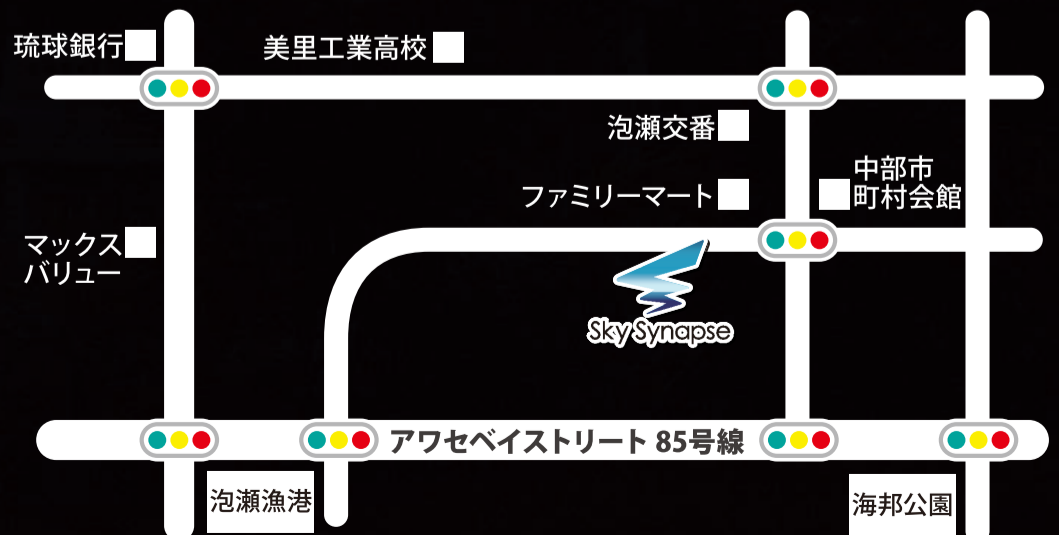 琉球銀行
美里工業高校
泡瀬交番
ファミリーマート
中部市
町村会館
マックス
バリュー
Sky Synapse
アワセベイストリート 85号線
泡瀬漁港
海邦公園